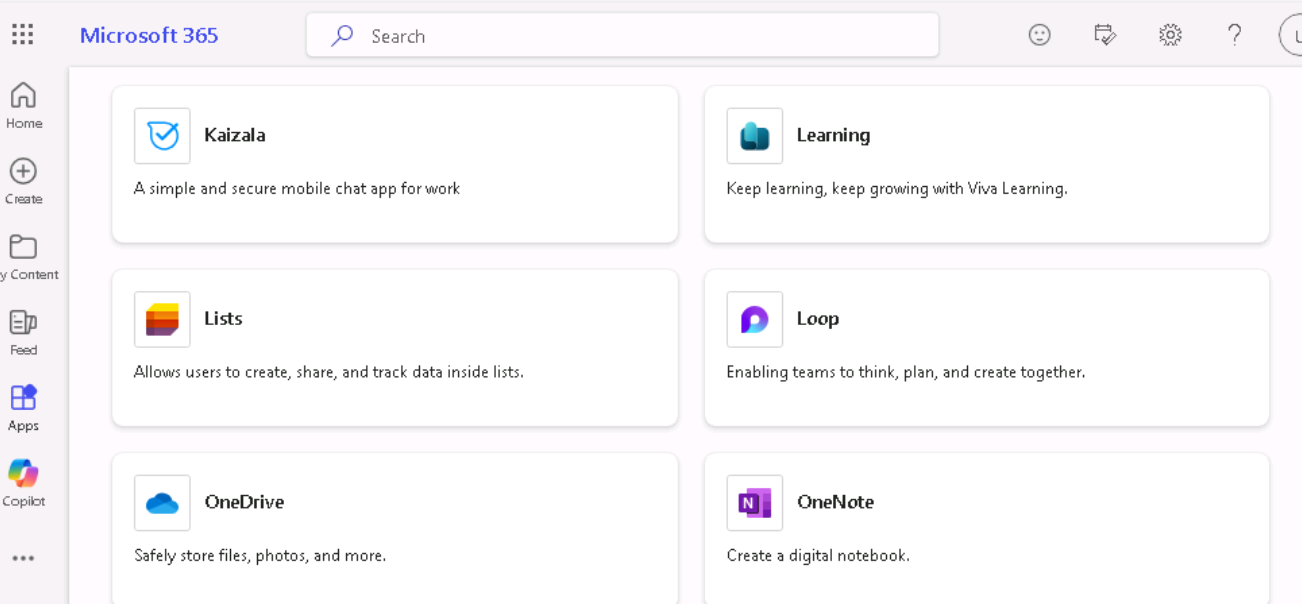 Microsoft 365
Search
Home
Create
y Content
Feed
Apps
Copilot
Kaizala
A simple and secure mobile chat app for work
Learning
Keep learning, keep growing with Viva Learning.
Lists
Allows users to create, share, and track data inside lists.
Loop
Enabling teams to think, plan, and create together.
OneDrive
Safely store files, photos, and more.
N
OneNote
Create a digital notebook.